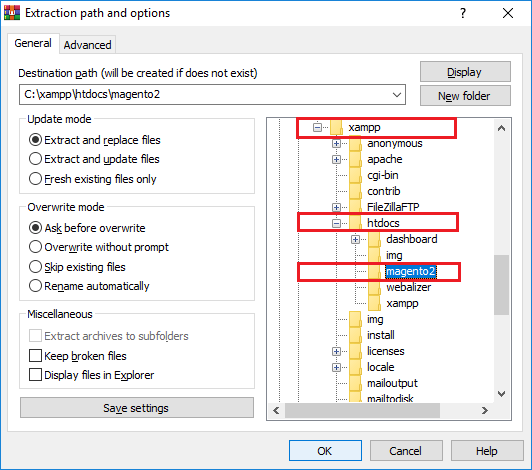 Extraction path and options
General
Advanced
Destination path (will be created if does not exist)
Display
C:\xampp\htdocs\magento2
New folder
Update mode
Extract and replace files
Extract and update files
Fresh existing files only
Overwrite mode
Ask before overwrite
Overwrite without prompt
Skip existing files
Rename automatically
Miscellaneous
Extract archives to subfolders
Keep broken files
Display files in Explorer
Save settings
xampp
anonymous
apache
cgi-bin
contrib
FileZillaFTP
htdocs
dashboard
img
magento2
webalizer
xampp
img
install
licenses
locale
mailoutput
mailtodisk
OK
Cancel
Help